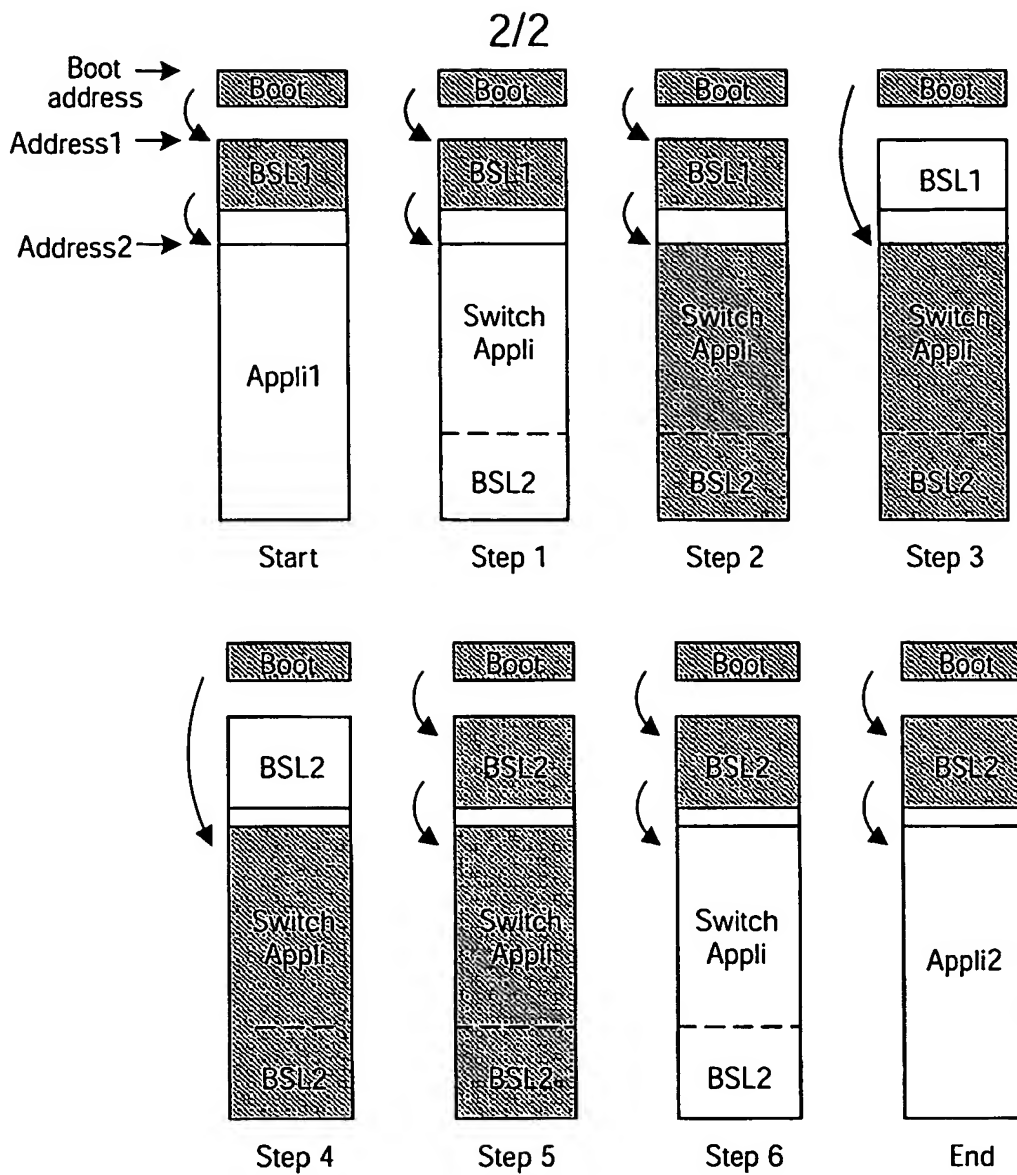 2/2
Boot
address
Address1
Address2
Boot
BSL1
Appli1
Start
Boot
BSL1
Switch
Appli
BSL2
Step 1
Boot
BSL1
Switch
Appli
BSL2
Step 2
Boot
BSL1
Switch
Appli
BSL2
Step 3
Boot
BSL2
Switch
Appli
BSL2
Step 4
Boot
BSL2
Switch
Appli
BSL2
Step 5
Boot
BSL2
Switch
Appli
BSL2
Step 6
Boot
BSL2
Appli2
End